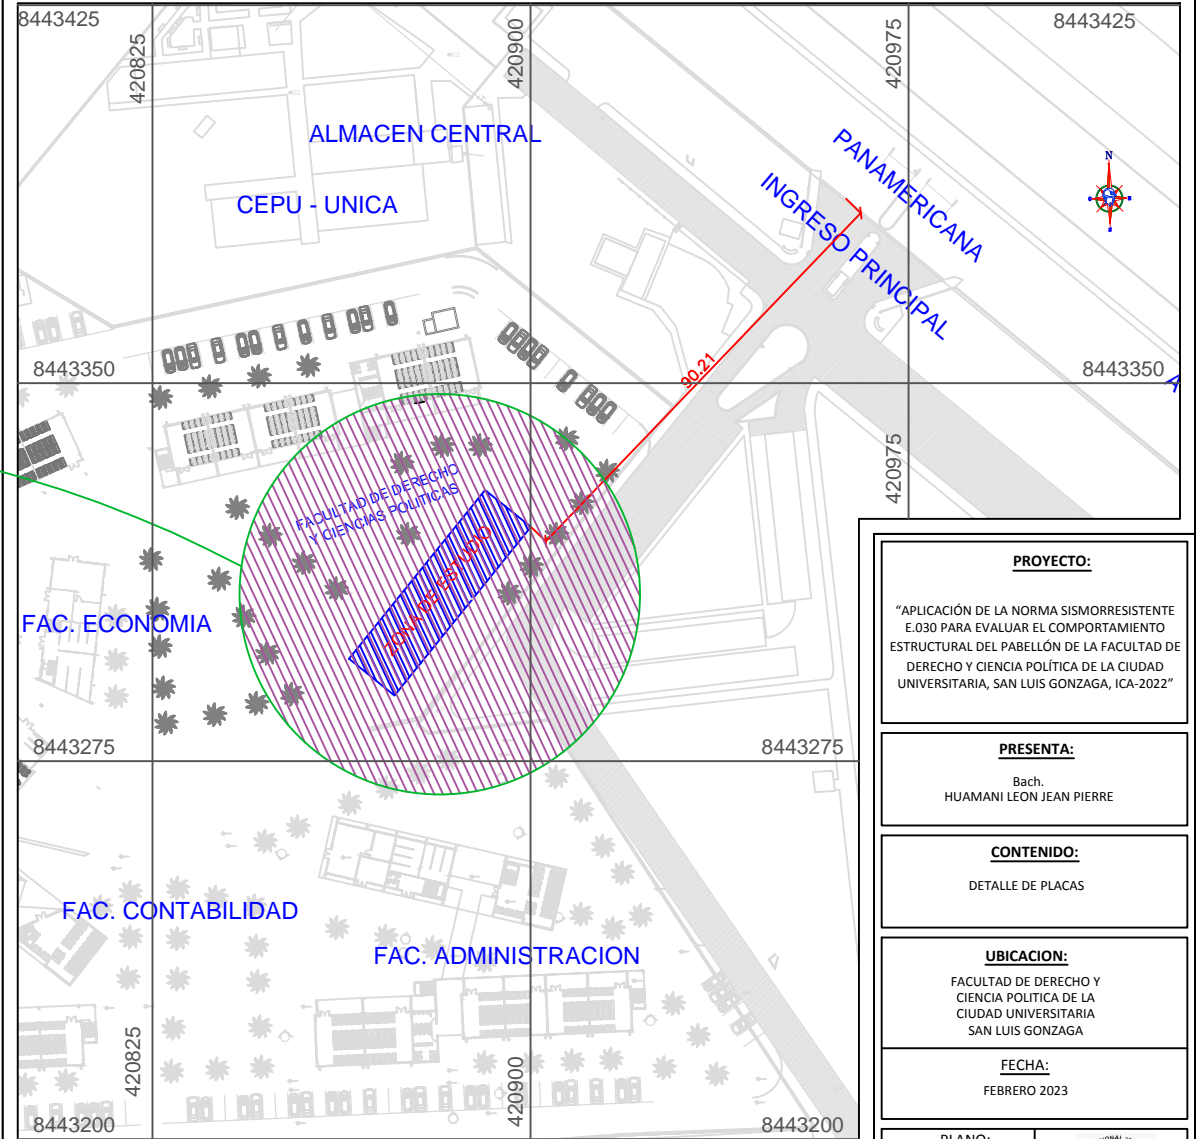 8443425
420825
420900
420975
8443425
ALMACEN CENTRAL
CEPU - UNICA
PANAMERICANA
INGRESO PRINCIPAL
N
8443350
8443350
A
90.21
420975
FACULTAD DE DERECHO
Y CIENCIAS POLITICAS
ZONA DE ESTUDIO
FAC. ECONOMIA
8443275
8443275
FAC. CONTABILIDAD
FAC. ADMINISTRACION
420825
420900
8443200
8443200
PROYECTO:
“APLICACIÓN DE LA NORMA SISMORRESISTENTE
E.030 PARA EVALUAR EL COMPORTAMIENTO
ESTRUCTURAL DEL PABELLÓN DE LA FACULTAD DE
DERECHO Y CIENCIA POLÍTICA DE LA CIUDAD
UNIVERSITARIA, SAN LUIS GONZAGA, ICA-2022”
PRESENTA:
Bach.
HUAMANI LEON JEAN PIERRE
CONTENIDO:
DETALLE DE PLACAS
UBICACION:
FACULTAD DE DERECHO Y
CIENCIA POLITICA DE LA
CIUDAD UNIVERSITARIA
SAN LUIS GONZAGA
FECHA:
FEBRERO 2023
PLANO: